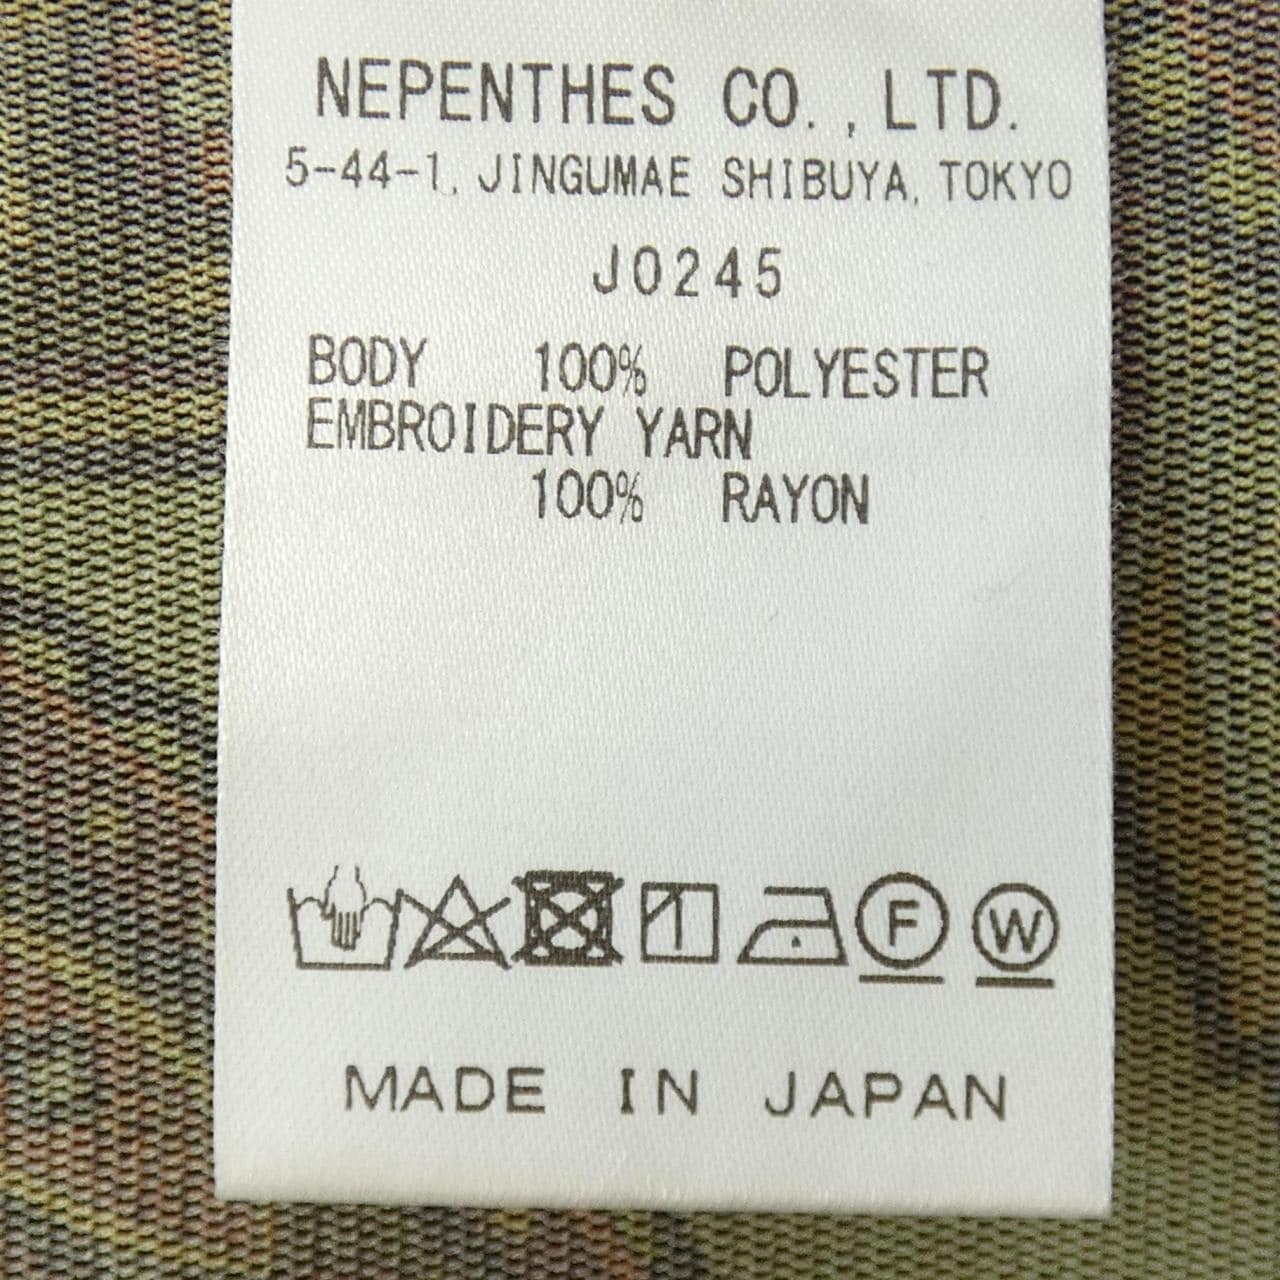 NEPENTHES CO., LTD.
5-44-1, JINGUMAE SHIBUYA, TOKYO
J0245
BODY 100% POLYESTER
EMBROIDERY YARN
100% RAYON
F W
MADE IN JAPAN